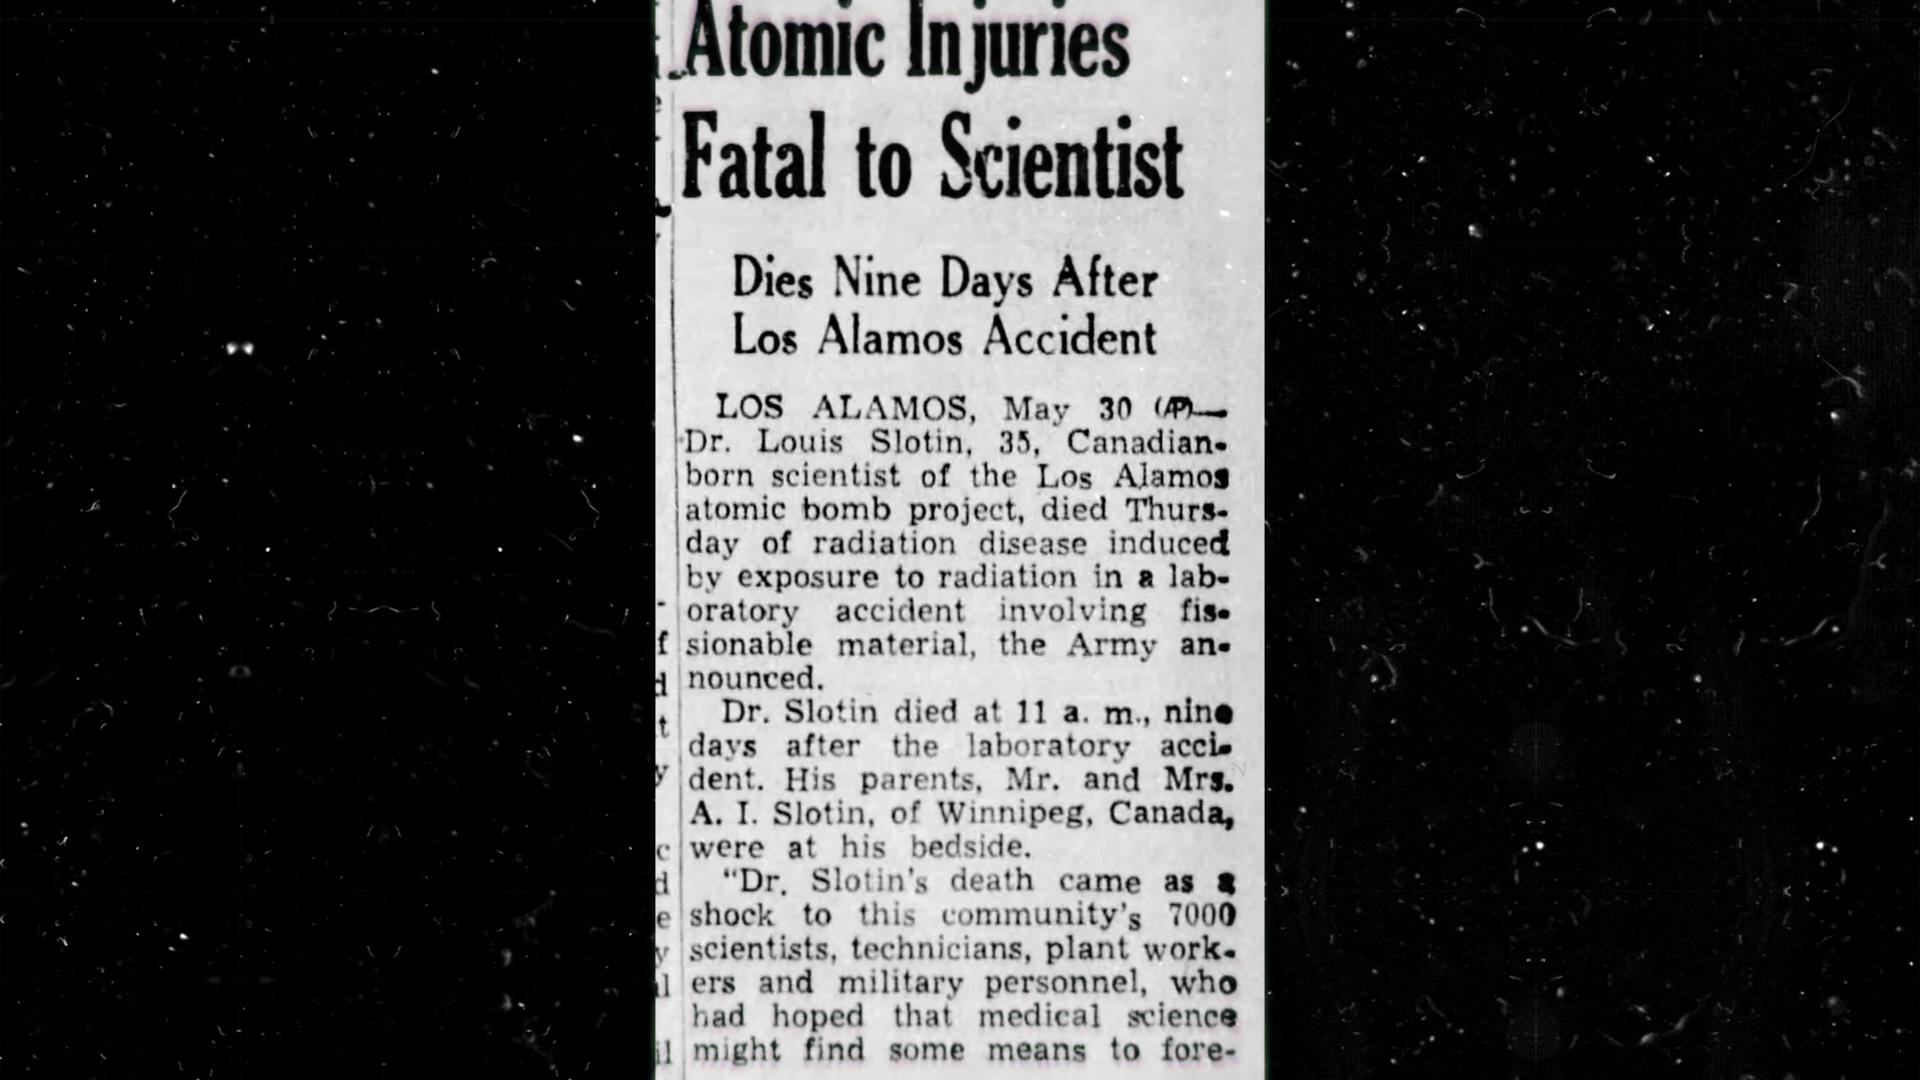 Atomic Injuries
Fatal to Scientist
Dies Nine Days After
Los Alamos Accident
LOS ALAMOS, May 30 (AP)—
Dr. Louis Slotin, 35, Canadian-
born scientist of the Los Alamos
atomic bomb project, died Thurs-
day of radiation disease induced
by exposure to radiation in a lab-
oratory accident involving fis-
sionable material, the Army an-
nounced.
Dr. Slotin died at 11 a. m., nine
days after the laboratory acci-
dent. His parents, Mr. and Mrs.
A. I. Slotin, of Winnipeg, Canada,
were at his bedside.
"Dr. Slotin's death came as a
shock to this community's 7000
scientists, technicians, plant work-
ers and military personnel, who
had hoped that medical science
might find some means to fore-